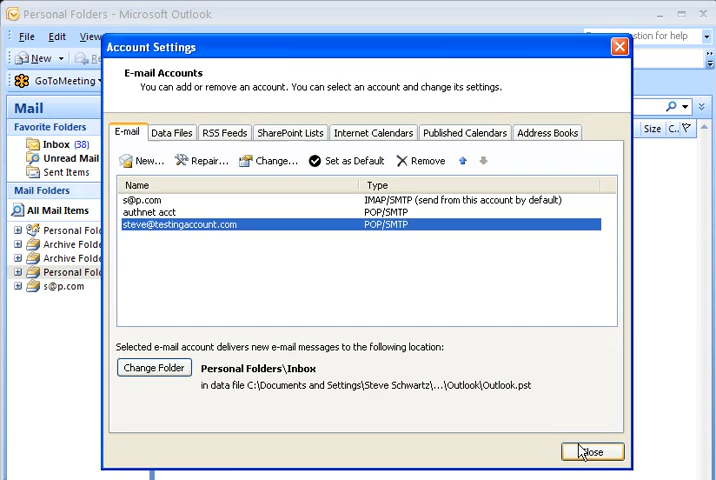 Personal Folders - Microsoft Outlook
File Edit View question for help
New
GoToMeeting
Mail
Favorite Folders
Inbox (38)
Unread Mail
Sent Items
Mail Folders
All Mail Items
Personal
Archive
Archive
Personal
s@p.com
Size
Account Settings
E-mail Accounts
You can add or remove an account. You can select an account and change its settings.
E-mail Data Files RSS Feeds SharePoint Lists Internet Calendars Published Calendars Address Books
New... Repair... Change... Set as Default Remove
Name Type
s@p.com IMAP/SMTP (send from this account by default)
authnet acct POP/SMTP
steve@testingaccount.com POP/SMTP
Selected e-mail account delivers new e-mail messages to the following location:
Change Folder Personal Folders\Inbox
in data file C:\Documents and Settings\Steve Schwartz\...\Outlook\Outlook.pst
Close